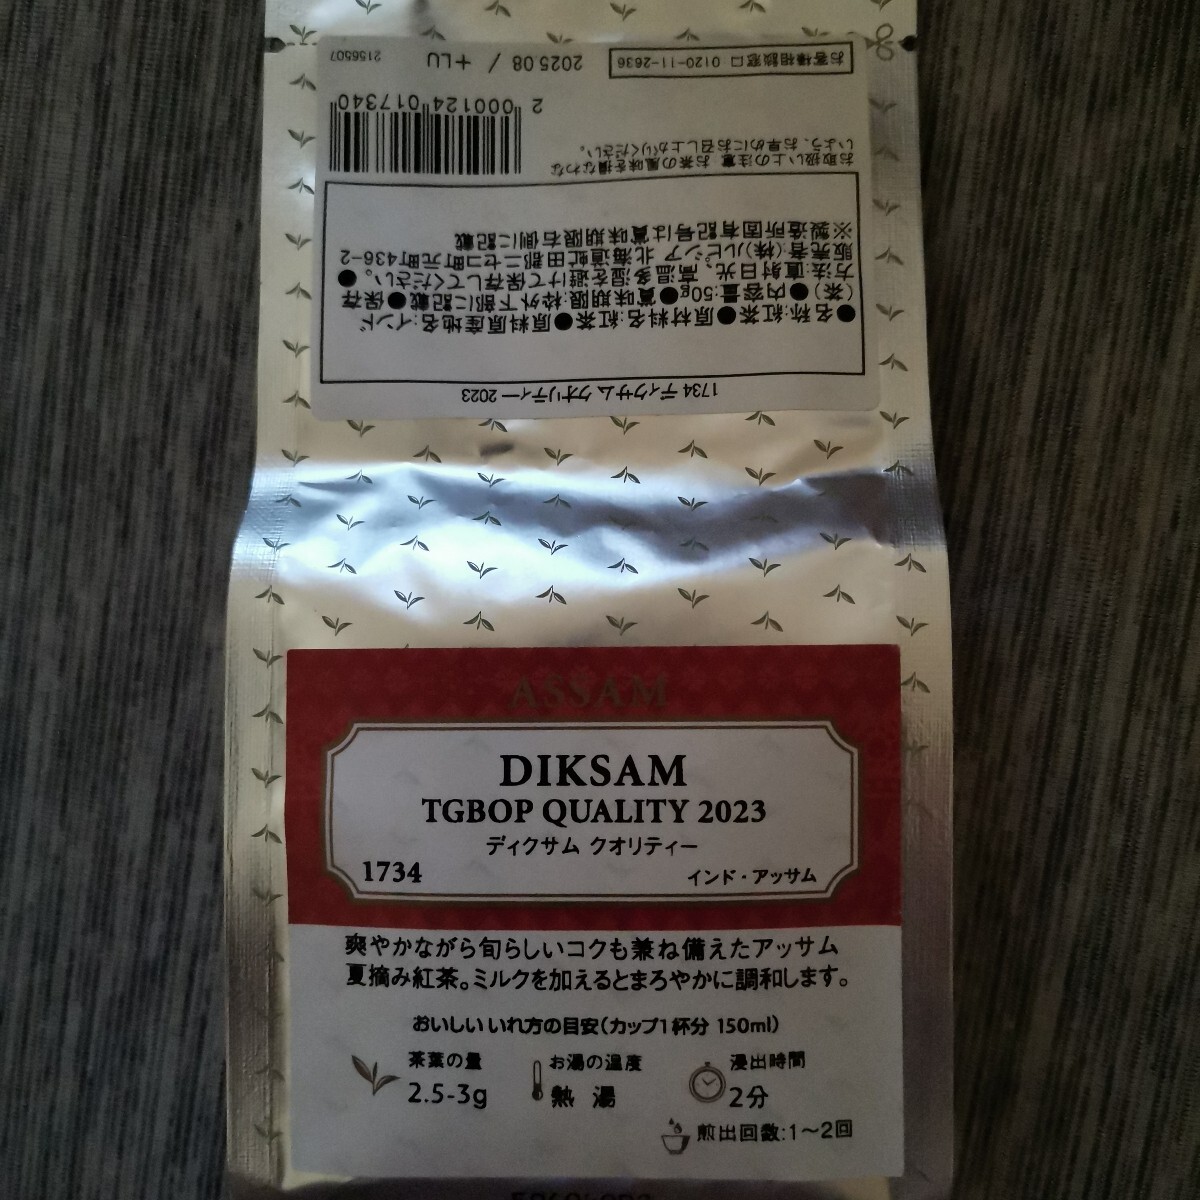 1734 ディクサム クオリティー 2023
●名称:紅茶●原材料名:紅茶●原料原産地名:インド
(茶)●内容量:50g●賞味期限:枠外下部に記載●保存
方法:直射日光、高温多湿を避けて保存してください。●
販売者:(株)ルピシア 北海道虻田郡ニセコ町元町436-2
※製造所固有記号は賞味期限右側に記載
お取扱い上の注意 お茶の風味を損なわな
いよう、お早めにお召し上がりください。
2 000124 017340
お客様相談窓口 0120-11-2636
2025.08 / +LU
2156507
ASSAM
DIKSAM
TGBOP QUALITY 2023
ディクサム クオリティー
1734
インド・アッサム
爽やかながら旬らしいコクも兼ね備えたアッサム
夏摘み紅茶。ミルクを加えるとまろやかに調和します。
おいしいいれ方の目安(カップ1杯分 150ml)
茶葉の量
2.5-3g
お湯の温度
熱 湯
浸出時間
2分
煎出回数:1～2回